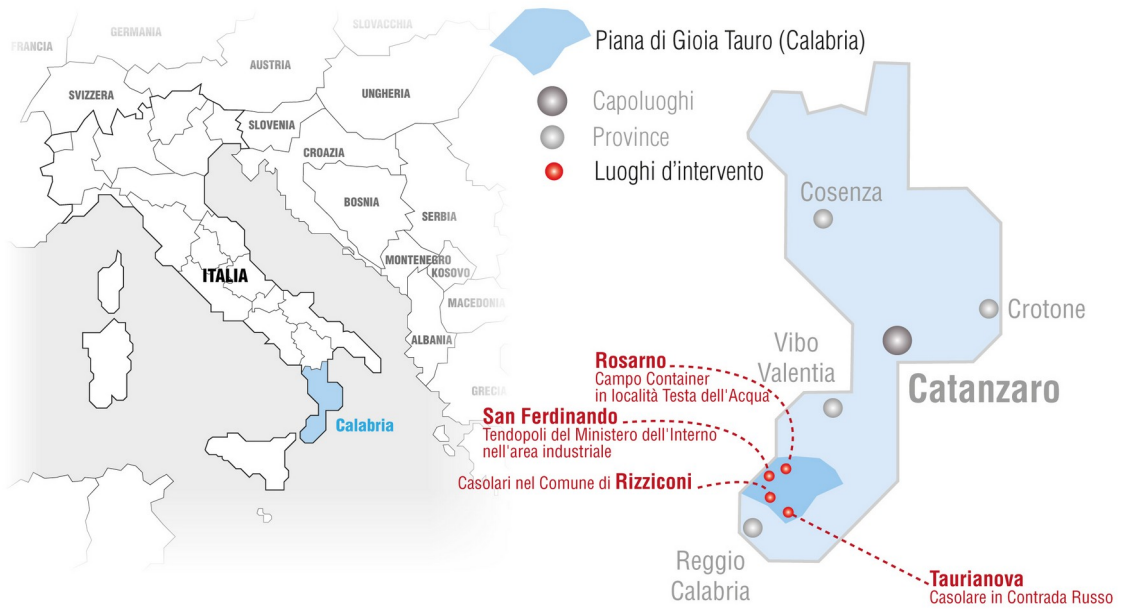 FRANCIA
GERMANIA
SLOVACCHIA
AUSTRIA
SVIZZERA
UNGHERIA
SLOVENIA
CROAZIA
BOSNIA
SERBIA
MONTENEGRO
KOSOVO
ITALIA
MACEDONIA
ALBANIA
GRECIA
Calabria
Piana di Gioia Tauro (Calabria)
Capoluoghi
Province
Luoghi d'intervento
Cosenza
Crotone
Vibo
Valentia
Catanzaro
Rosarno
Campo Container
in località Testa dell'Acqua
San Ferdinando
Tendopoli del Ministero dell'Interno
nell'area industriale
Casolari nel Comune di Rizziconi
Reggio
Calabria
Taurianova
Casolare in Contrada Russo